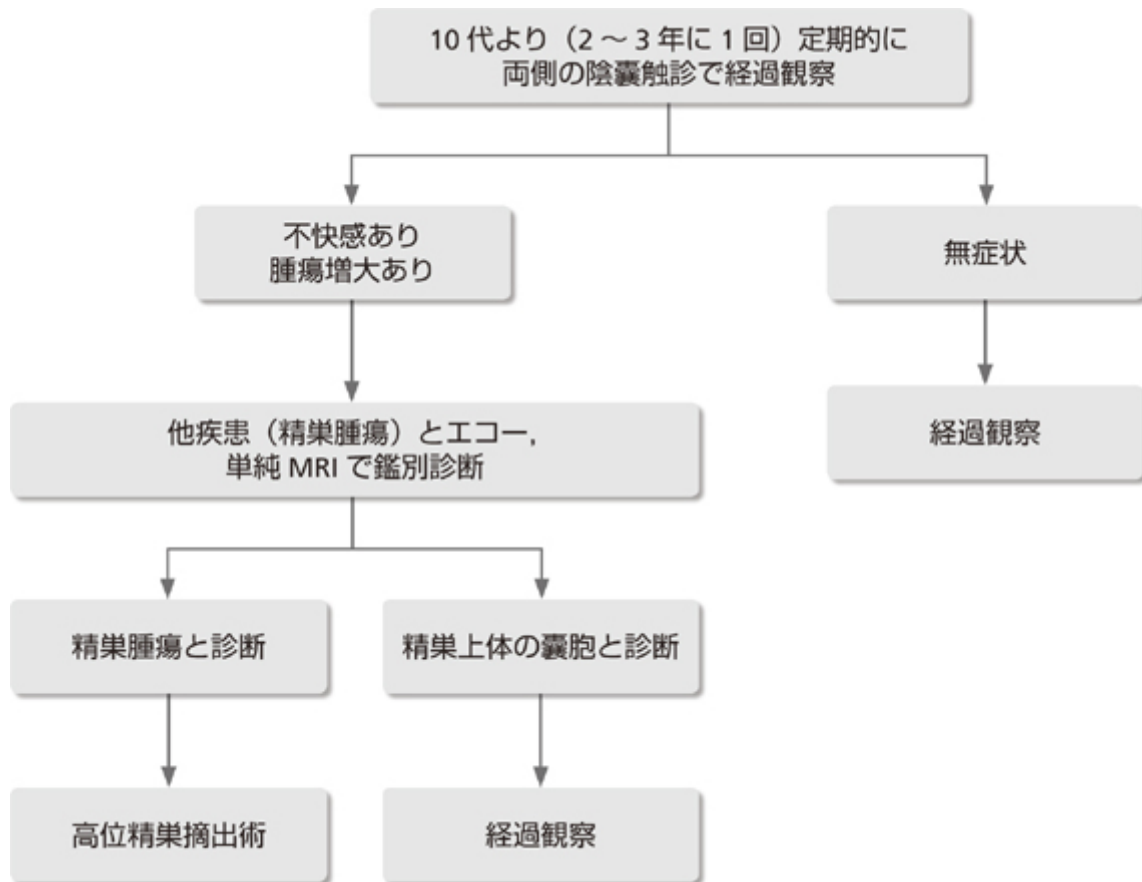 10 代より（2 ～ 3 年に 1 回）定期的に
両側の陰嚢触診で経過観察
不快感あり
腫瘍増大あり
無症状
他疾患（精巣腫瘍）とエコー，
単純 MRI で鑑別診断
経過観察
精巣腫瘍と診断
精巣上体の嚢胞と診断
高位精巣摘出術
経過観察